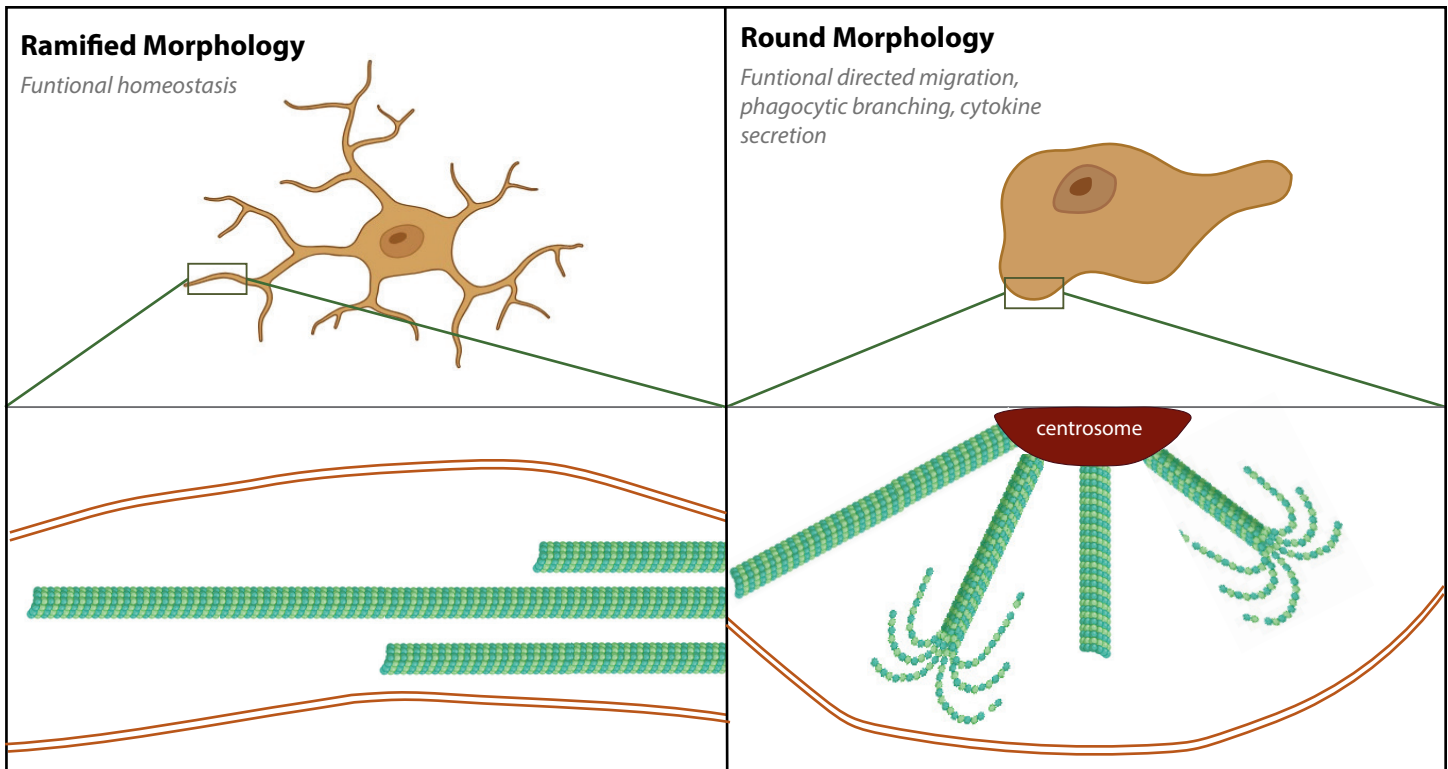 Ramified Morphology
Funtional homeostasis
Round Morphology
Funtional directed migration,
phagocytic branching, cytokine
secretion
centrosome